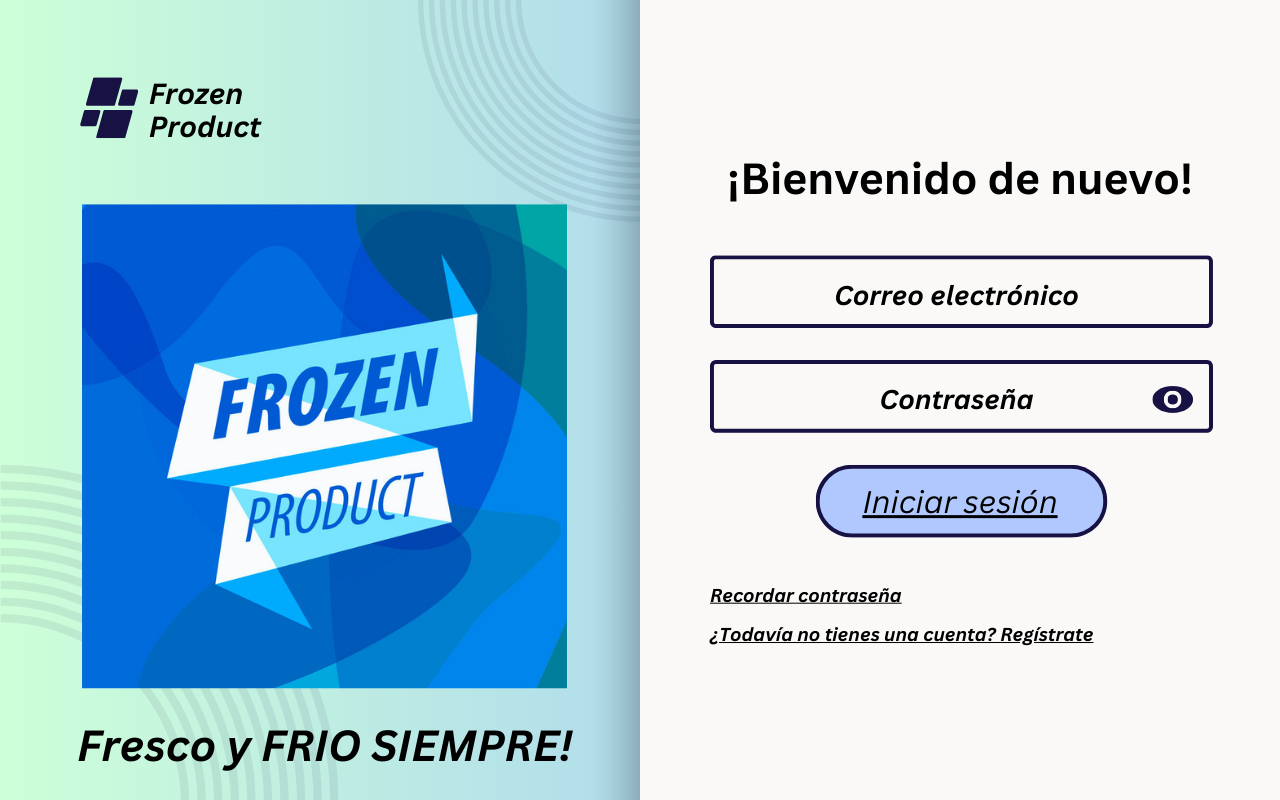 Frozen
Product
FROZEN
PRODUCT
Fresco y FRIO SIEMPRE!
¡Bienvenido de nuevo!
Correo electrónico
Contraseña
Iniciar sesión
Recordar contraseña
¿Todavía no tienes una cuenta? Regístrate